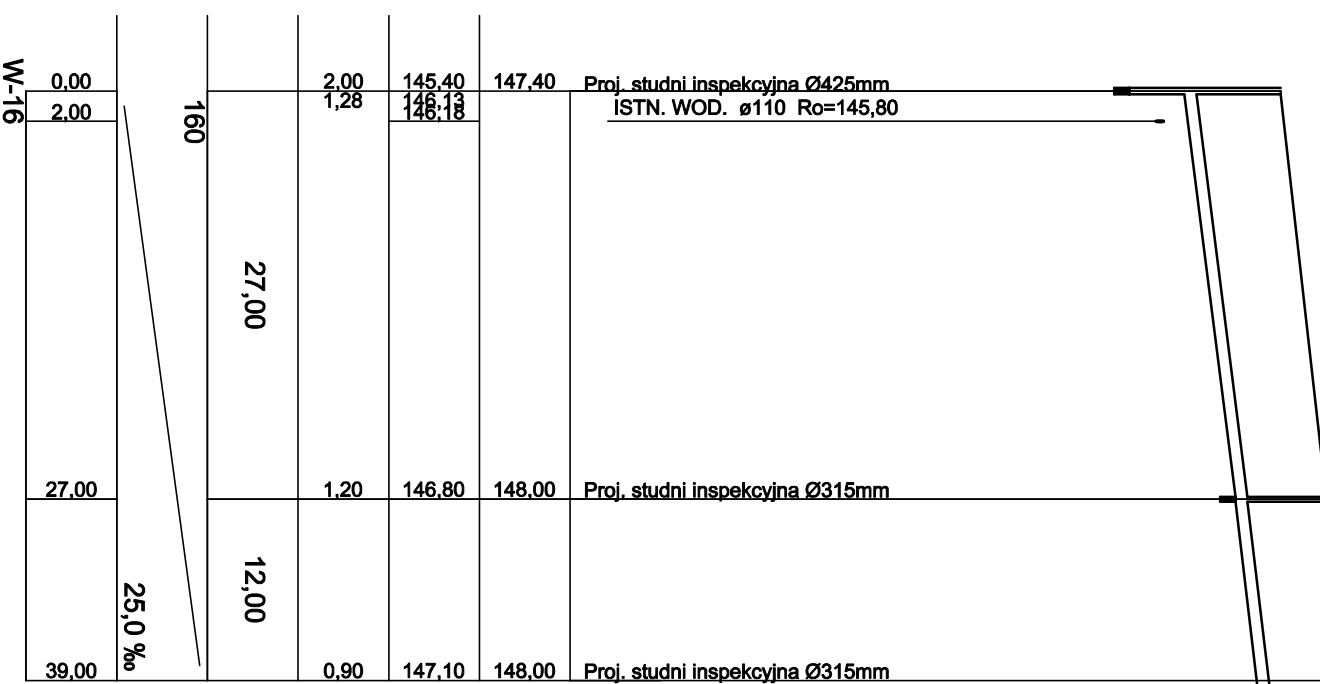 W-16
0,00 2,00 145,40 147,40 Proj. studni inspekcyjna Ø425mm
1,28 146,13
2,00 146,18 ISTN. WOD. ø110 Ro=145,80
160
27,00
27,00 1,20 146,80 148,00 Proj. studni inspekcyjna Ø315mm
12,00
25,0 ‰
39,00 0,90 147,10 148,00 Proj. studni inspekcyjna Ø315mm